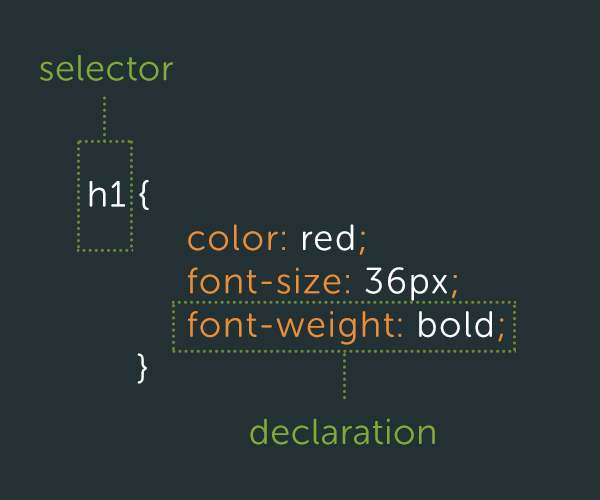 selector
h1 {
color: red;
font-size: 36px;
font-weight: bold;
}
declaration